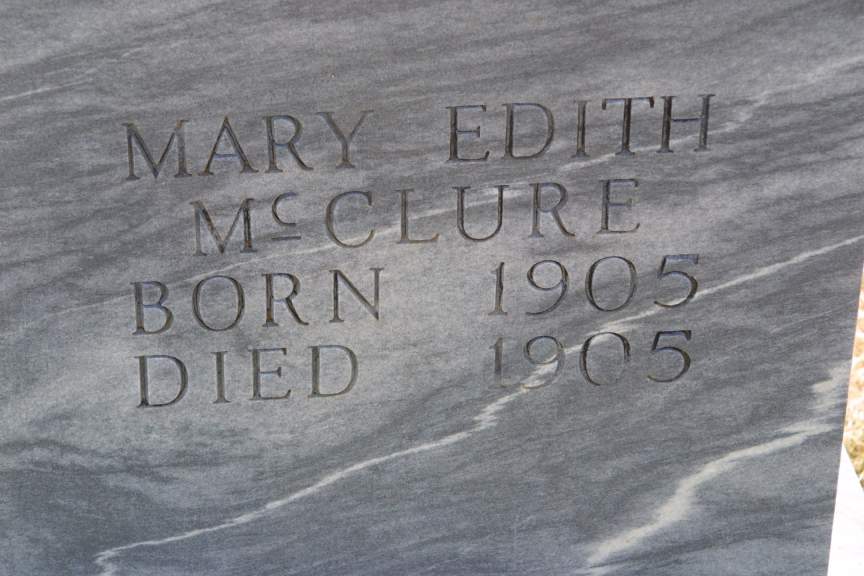 MARY EDITH
McCLURE
BORN 1905
DIED 1905